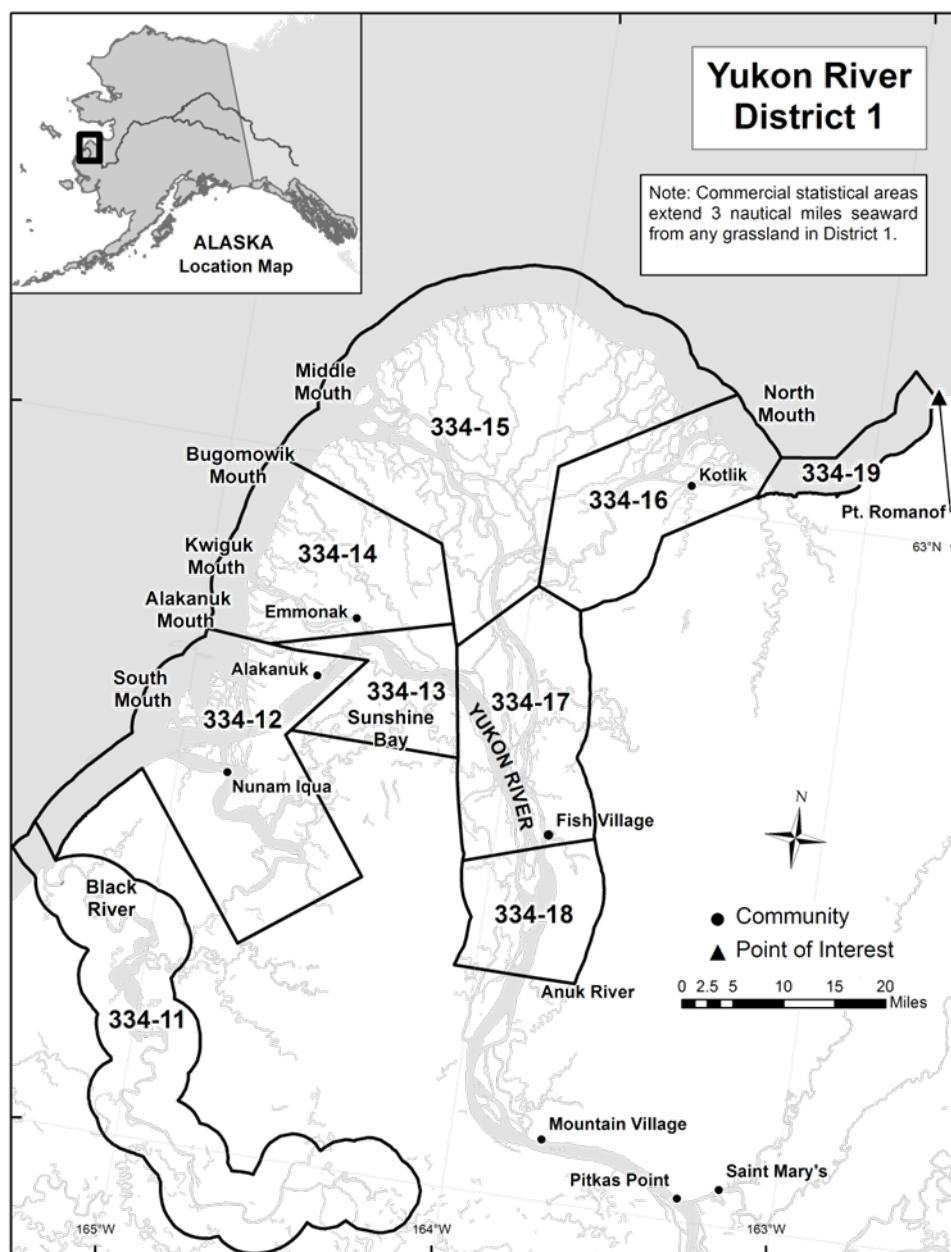 Yukon River
District 1
Note: Commercial statistical areas
extend 3 nautical miles seaward
from any grassland in District 1.
ALASKA
Location Map
Middle
Mouth
North
Mouth
334-15
Bugomowik
Mouth
334-19
Kotlik
334-16
Pt. Romanof
Kwiguk
Mouth
334-14
63°N
Alakanuk
Mouth
Emmonak
South
Mouth
Alakanuk
334-13
334-17
334-12
Sunshine
Bay
YUKON RIVER
Nunam Iqua
Fish Village
N
Black
River
334-18
Community
Point of Interest
Anuk River
0 2.5 5 10 15 20
Miles
334-11
Mountain Village
Pitkas Point
Saint Mary's
165°W
164°W
163°W